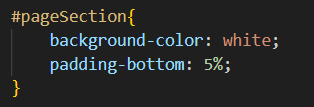 #pageSection{
    background-color: white;
    padding-bottom: 5%;
}